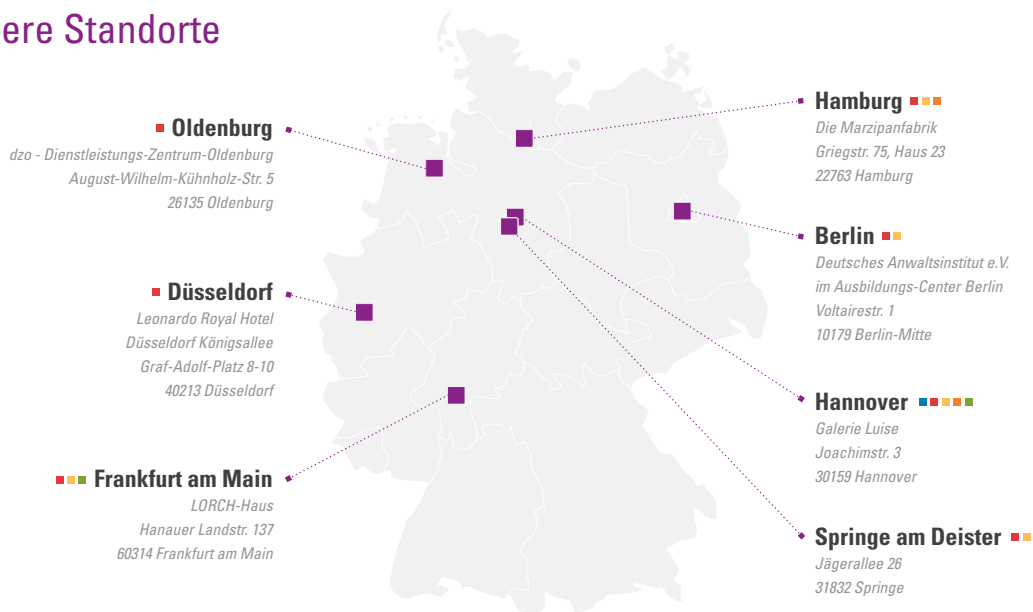 ere Standorte
Oldenburg
dzo - Dienstleistungs-Zentrum-Oldenburg
August-Wilhelm-Kühnholz-Str. 5
26135 Oldenburg
Düsseldorf
Leonardo Royal Hotel
Düsseldorf Königsallee
Graf-Adolf-Platz 8-10
40213 Düsseldorf
Frankfurt am Main
LORCH-Haus
Hanauer Landstr. 137
60314 Frankfurt am Main
Hamburg
Die Marzipanfabrik
Griegstr. 75, Haus 23
22763 Hamburg
Berlin
Deutsches Anwaltsinstitut e.V.
im Ausbildungs-Center Berlin
Voltairestr. 1
10179 Berlin-Mitte
Hannover
Galerie Luise
Joachimstr. 3
30159 Hannover
Springe am Deister
Jägerallee 26
31832 Springe